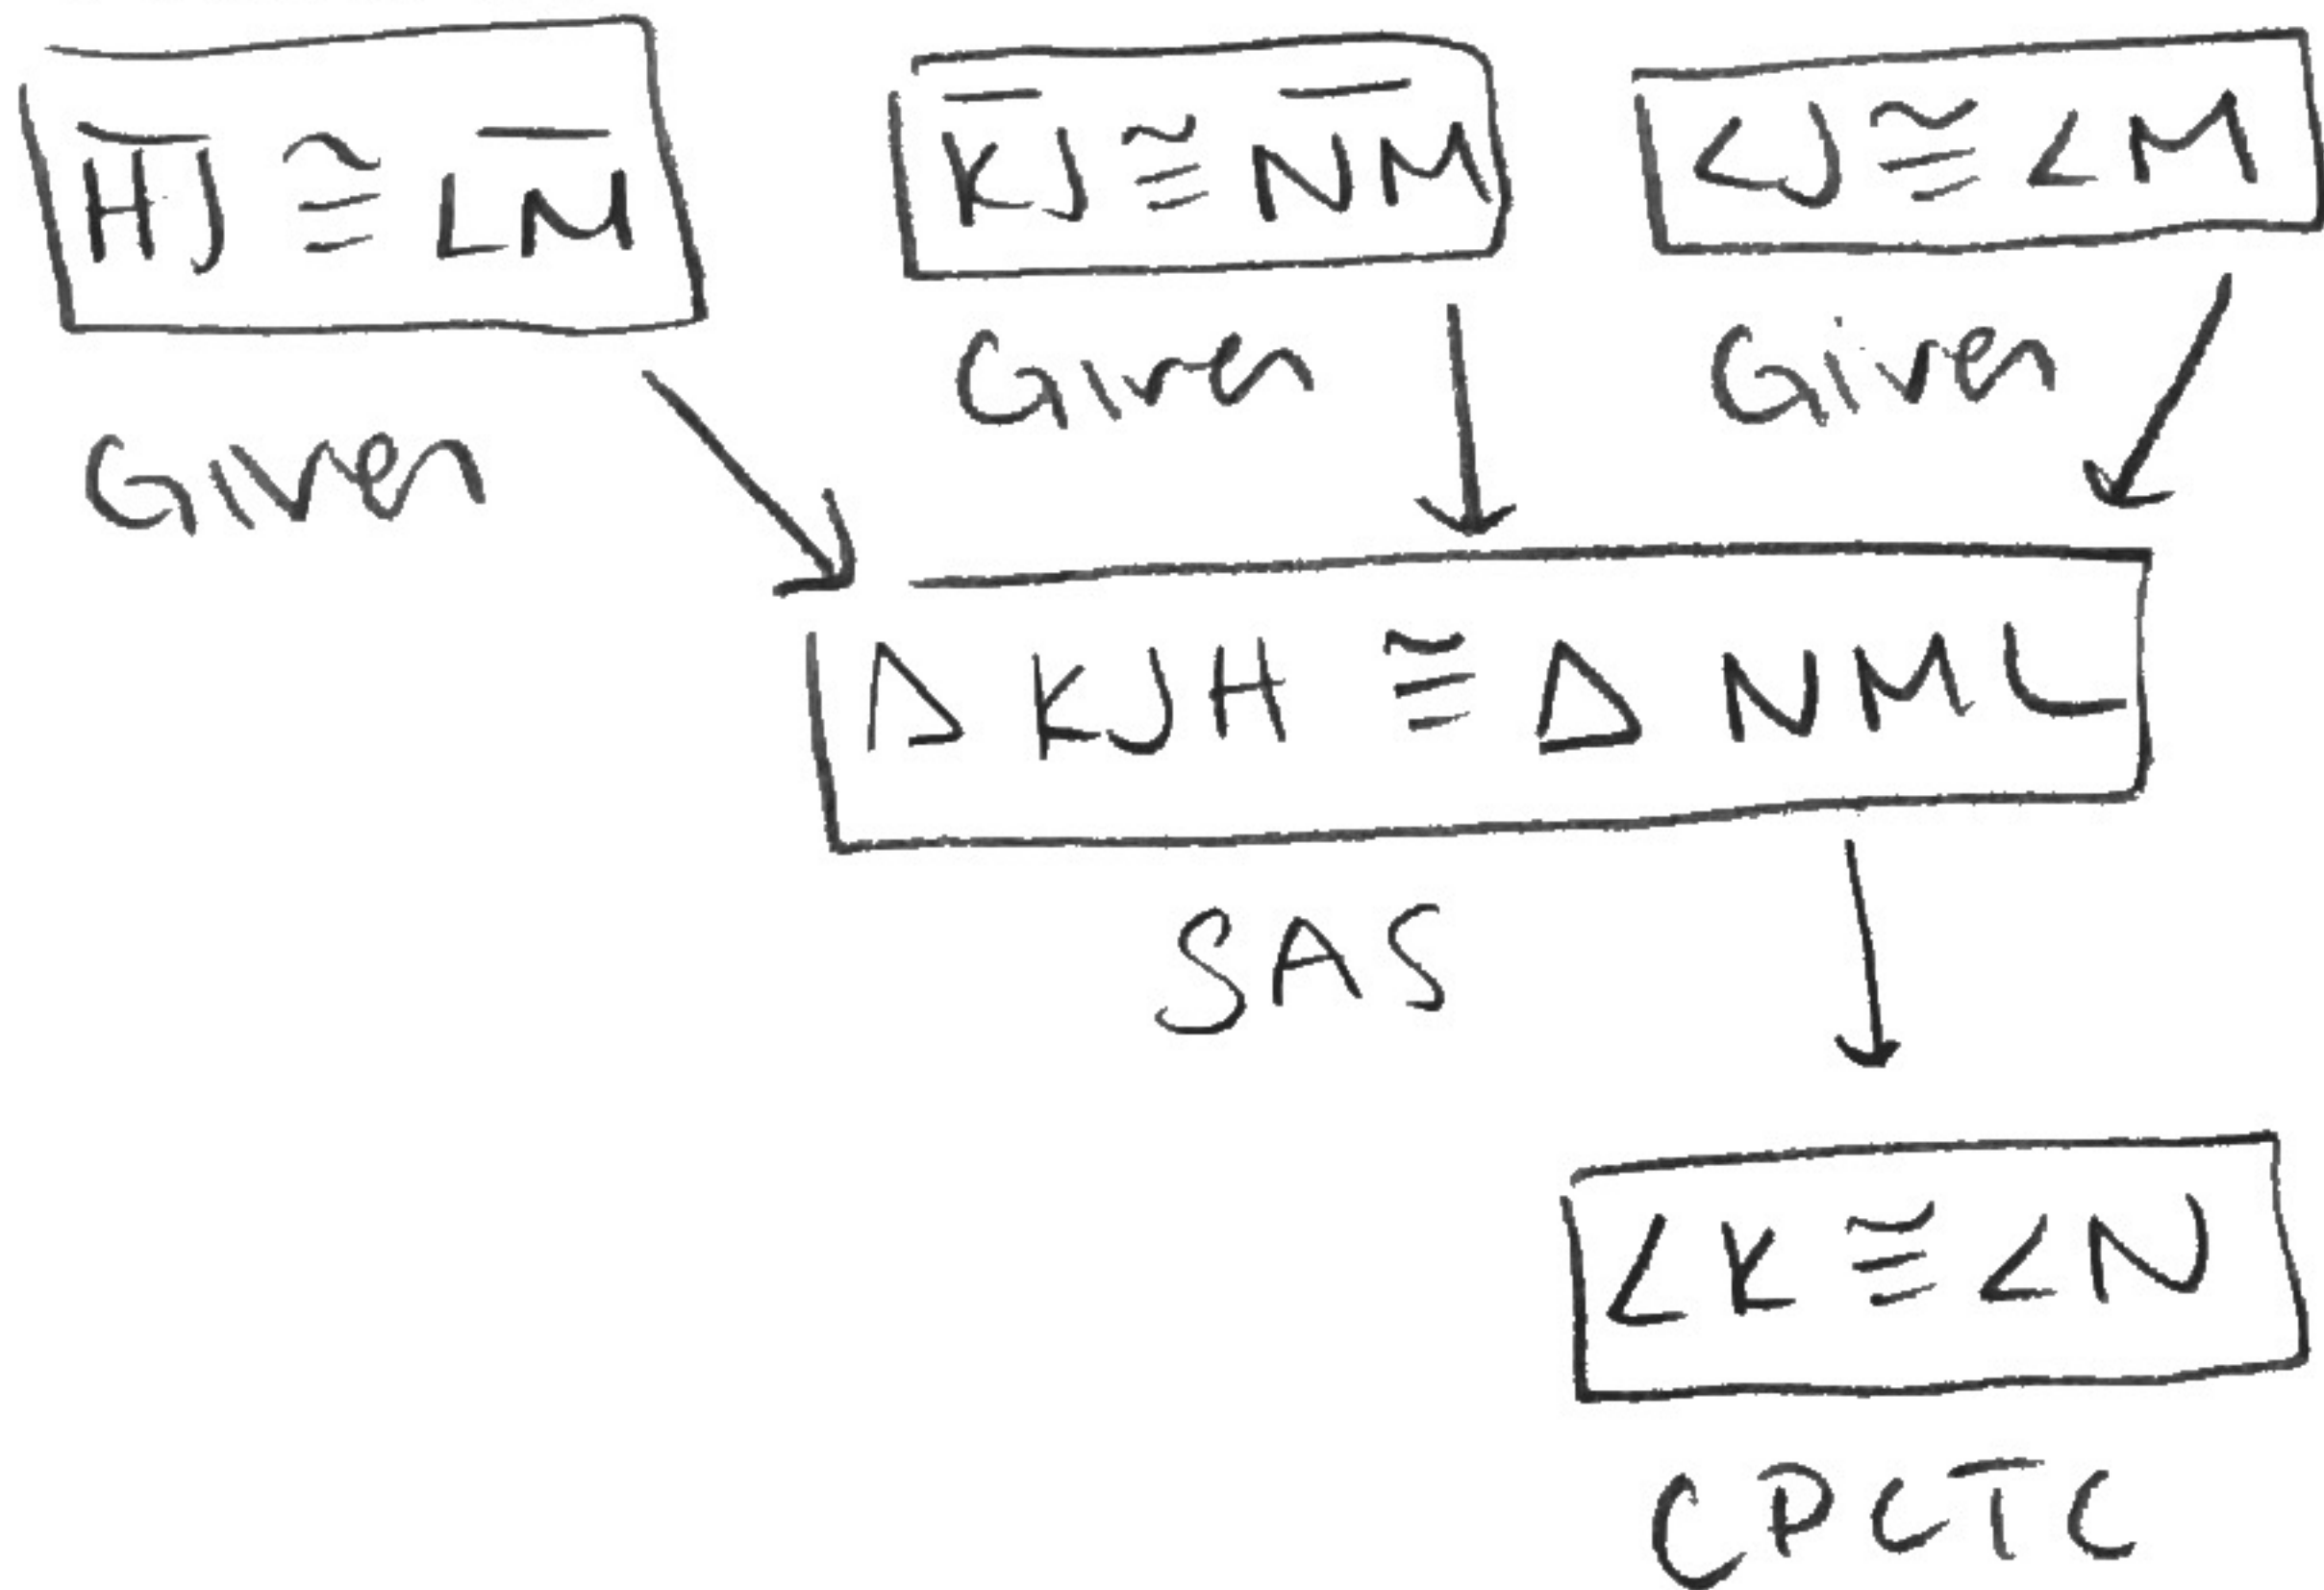 HJ ≅ LM
KJ ≅ NM
∠J ≅ ∠M
Given
Given
Given
Δ KJH ≅ Δ NML
SAS
∠K ≅ ∠N
CPCTC